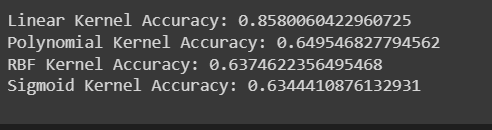 Linear Kernel Accuracy: 0.8580060422960725
Polynomial Kernel Accuracy: 0.649546827794562
RBF Kernel Accuracy: 0.6374622356495468
Sigmoid Kernel Accuracy: 0.6344410876132931